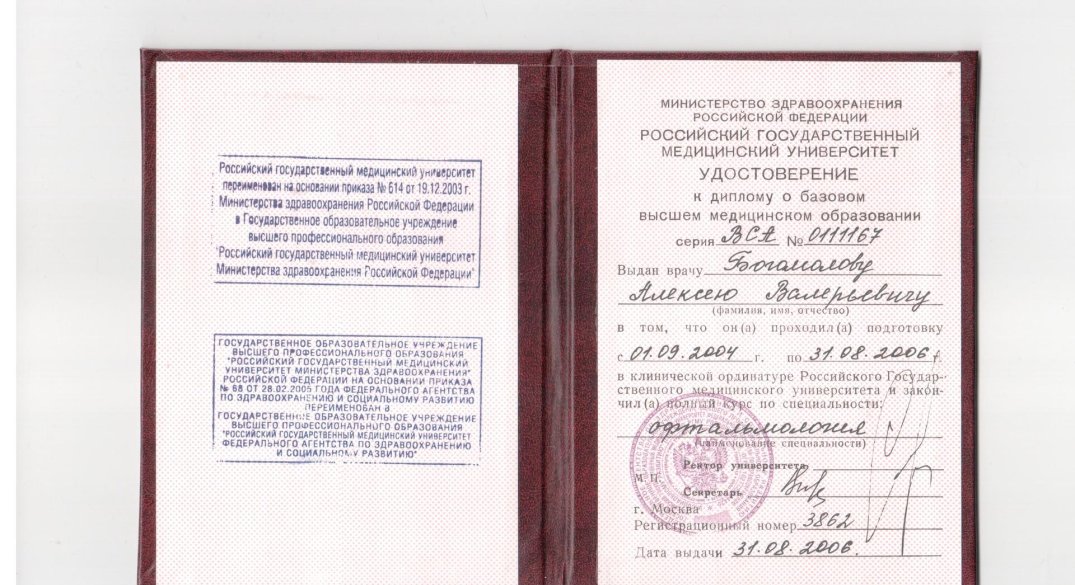 Российский государственный медицинский университет
переименован на основании приказа № 614 от 19.12.2003 г.
Министерства здравоохранения Российской Федерации
в Государственное образовательное учреждение
высшего профессионального образования
"Российский государственный медицинский университет
Министерства здравоохранения Российской Федерации"
ГОСУДАРСТВЕННОЕ ОБРАЗОВАТЕЛЬНОЕ УЧРЕЖДЕНИЕ
ВЫСШЕГО ПРОФЕССИОНАЛЬНОГО ОБРАЗОВАНИЯ
"РОССИЙСКИЙ ГОСУДАРСТВЕННЫЙ МЕДИЦИНСКИЙ
УНИВЕРСИТЕТ МИНИСТЕРСТВА ЗДРАВООХРАНЕНИЯ"
РОССИЙСКОЙ ФЕДЕРАЦИИ НА ОСНОВАНИИ ПРИКАЗА
№ 68 ОТ 28.02.2005 ГОДА ФЕДЕРАЛЬНОГО АГЕНТСТВА
ПО ЗДРАВООХРАНЕНИЮ И СОЦИАЛЬНОМУ РАЗВИТИЮ
ПЕРЕИМЕНОВАН В
ГОСУДАРСТВЕННОЕ ОБРАЗОВАТЕЛЬНОЕ УЧРЕЖДЕНИЕ
ВЫСШЕГО ПРОФЕССИОНАЛЬНОГО ОБРАЗОВАНИЯ
"РОССИЙСКИЙ ГОСУДАРСТВЕННЫЙ МЕДИЦИНСКИЙ УНИВЕРСИТЕТ
ФЕДЕРАЛЬНОГО АГЕНТСТВА ПО ЗДРАВООХРАНЕНИЮ
И СОЦИАЛЬНОМУ РАЗВИТИЮ"
МИНИСТЕРСТВО ЗДРАВООХРАНЕНИЯ
РОССИЙСКОЙ ФЕДЕРАЦИИ
РОССИЙСКИЙ ГОСУДАРСТВЕННЫЙ
МЕДИЦИНСКИЙ УНИВЕРСИТЕТ
УДОСТОВЕРЕНИЕ
к диплому о базовом
высшем медицинском образовании
серия ВСА № 0111167
Выдан врачу Богомолову
Алексею Валерьевичу
(фамилия, имя, отчество)
в том, что он(а) проходил(а) подготовку
с 01.09.2004 г. по 31.08.2006 г.
в клинической ординатуре Российского Государ-
ственного медицинского университета и закон-
чил(а) полный курс по специальности:
офтальмология
(наименование специальности)
Ректор университета
М. П.
Секретарь
г. Москва
Регистрационный номер 3862
Дата выдачи 31.08.2006.